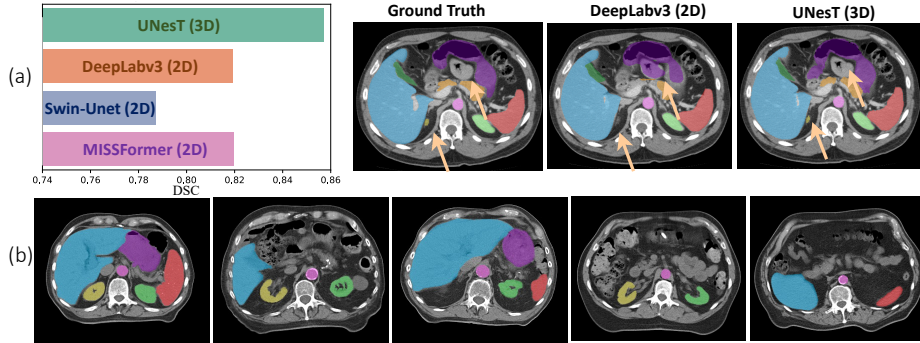 Ground Truth
DeepLabv3 (2D)
UNesT (3D)
(a)
UNesT (3D)
DeepLabv3 (2D)
Swin-Unet (2D)
MISSFormer (2D)
0.74 0.76 0.78 0.80 0.82 0.84 0.86
DSC
(b)